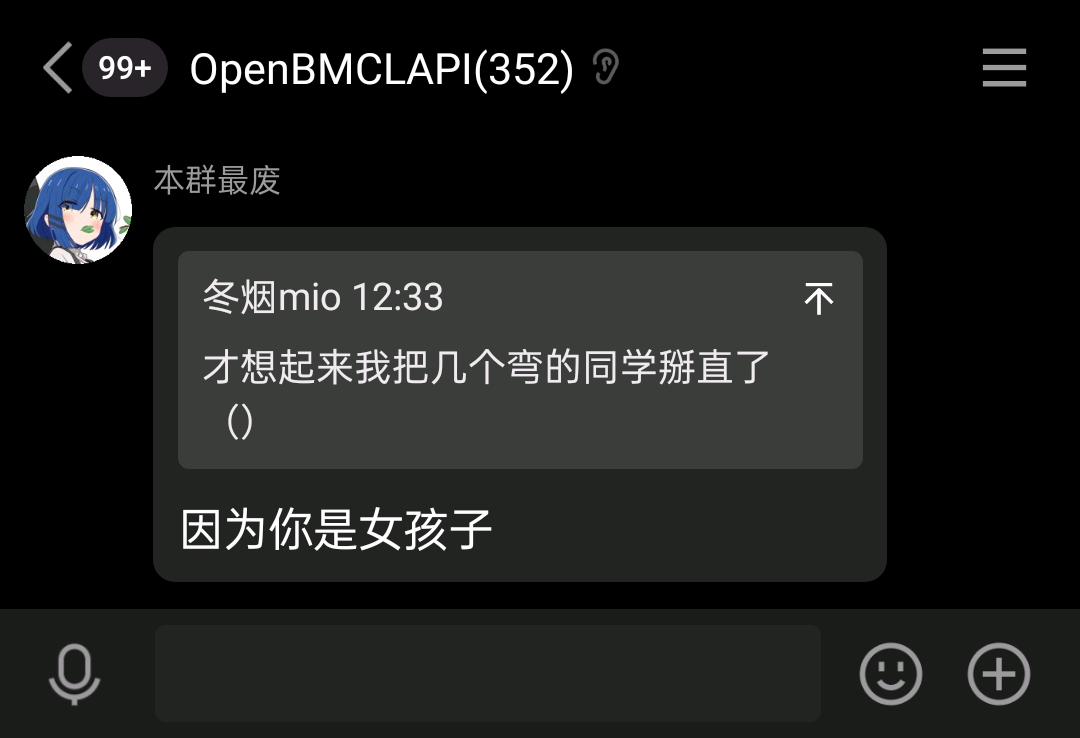 99+ OpenBMCLAPI(352)
本群最废
冬烟mio 12:33
才想起来我把几个弯的同学掰直了
（）
因为你是女孩子